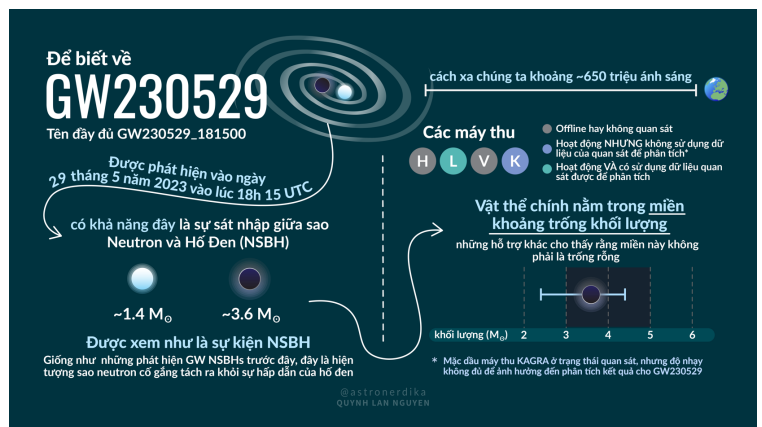 Để biết về
GW230529
Tên đầy đủ GW230529_181500
cách xa chúng ta khoảng ~650 triệu ánh sáng
Các máy thu
H L V K
Offline hay không quan sát
Hoạt động NHƯNG không sử dụng dữ
liệu của quan sát để phân tích*
Hoạt động VÀ có sử dụng dữ liệu quan
sát được để phân tích
Được phát hiện vào ngày
29 tháng 5 năm 2023 vào lúc 18h 15 UTC
có khả năng đây là sự sát nhập giữa sao
Neutron và Hố Đen (NSBH)
~1.4 M☉
~3.6 M☉
Được xem như là sự kiện NSBH
Giống như những phát hiện GW NSBHs trước đây, đây là hiện
tượng sao neutron cố gắng tách ra khỏi sự hấp dẫn của hố đen
Vật thể chính nằm trong miền
khoảng trống khối lượng
những hỗ trợ khác cho thấy rằng miền này không
phải là trống rỗng
khối lượng (M☉) 2 3 4 5 6
* Mặc dầu máy thu KAGRA ở trạng thái quan sát, nhưng độ nhạy
không đủ để ảnh hưởng đến phân tích kết quả cho GW230529
@astronerdika
QUYNH LAN NGUYEN